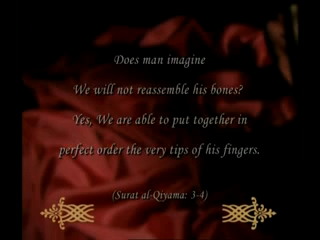 Does man imagine
We will not reassemble his bones?
Yes, We are able to put together in
perfect order the very tips of his fingers.
(Surat al-Qiyama: 3-4)